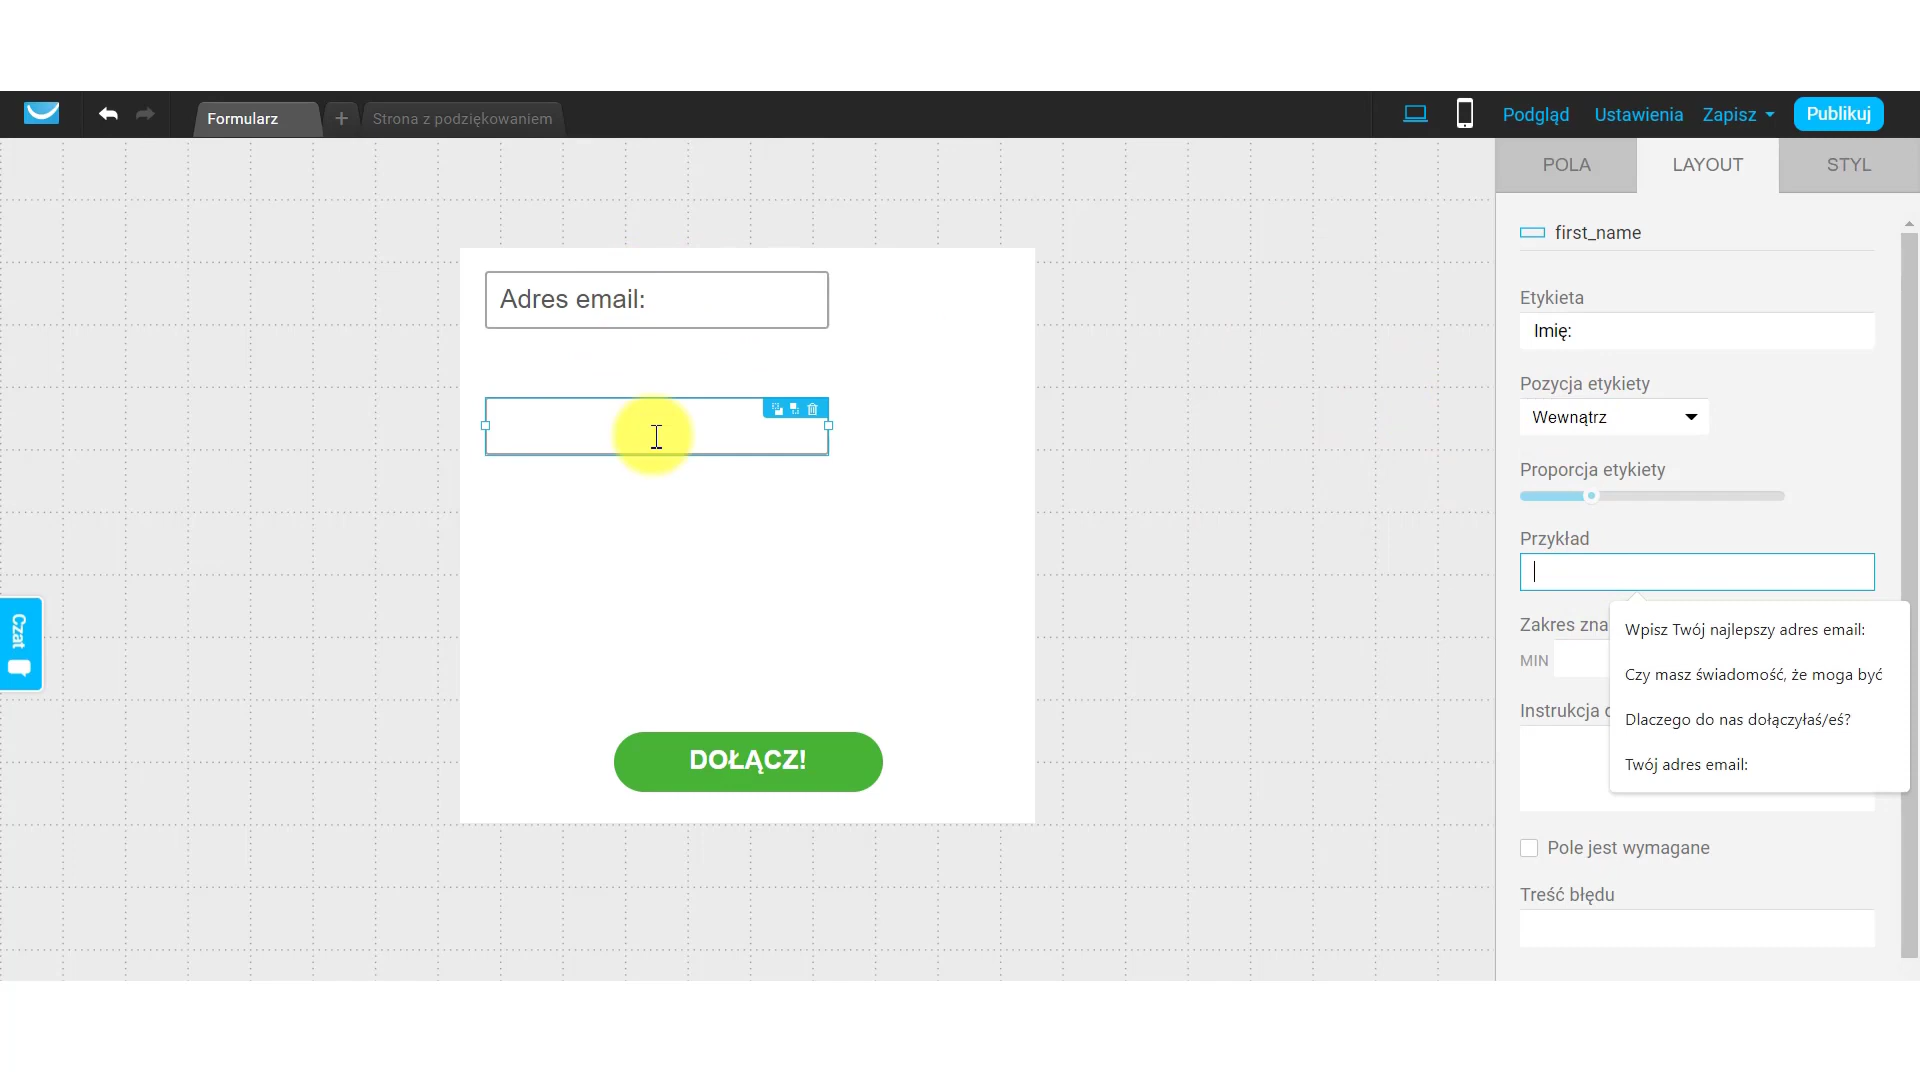 Formularz
+
Strona z podziękowaniem
Podgląd
Ustawienia
Zapisz
Publikuj
POLA
LAYOUT
STYL
first_name
Adres email:
Etykieta
Imię:
Pozycja etykiety
Wewnątrz
Proporcja etykiety
Przykład
Zakres zna
Wpisz Twój najlepszy adres email:
MIN
Czy masz świadomość, że moga być
Instrukcja
Dlaczego do nas dołączyłaś/eś?
Twój adres email:
Czat
DOŁĄCZ!
Pole jest wymagane
Treść błędu